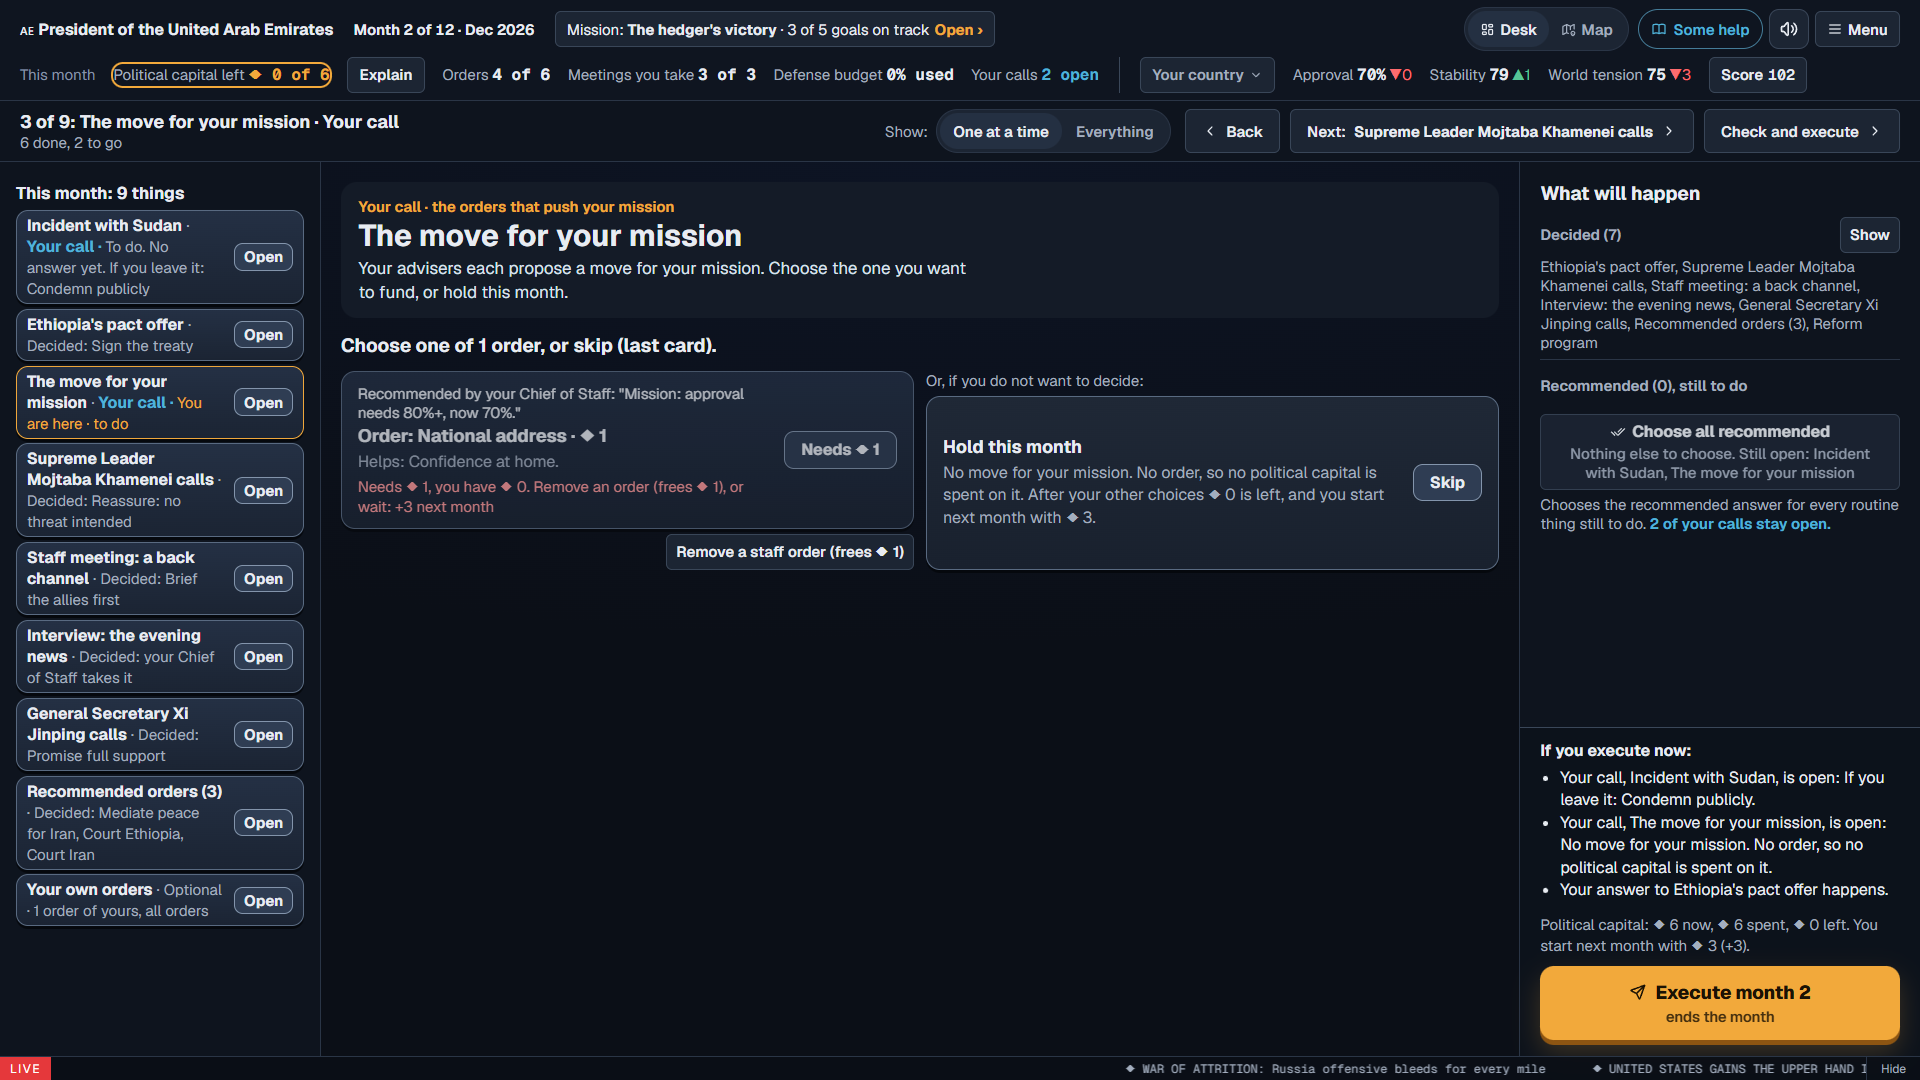 AE President of the United Arab Emirates
Month 2 of 12 · Dec 2026
Mission: The hedger's victory · 3 of 5 goals on track Open ›
Desk
Map
Some help
Menu
This month
Political capital left ◆ 0 of 6
Explain
Orders 4 of 6
Meetings you take 3 of 3
Defense budget 0% used
Your calls 2 open
Your country
Approval 70% ▼0
Stability 79 ▲1
World tension 75 ▼3
Score 102
3 of 9: The move for your mission · Your call
6 done, 2 to go
Show:
One at a time
Everything
Back
Next: Supreme Leader Mojtaba Khamenei calls
Check and execute
This month: 9 things
Incident with Sudan ·
Your call · To do. No
answer yet. If you leave it:
Condemn publicly
Open
Ethiopia's pact offer ·
Decided: Sign the treaty
Open
The move for your
mission · Your call · You
are here · to do
Open
Supreme Leader
Mojtaba Khamenei calls ·
Decided: Reassure: no
threat intended
Open
Staff meeting: a back
channel · Decided: Brief
the allies first
Open
Interview: the evening
news · Decided: your Chief
of Staff takes it
Open
General Secretary Xi
Jinping calls · Decided:
Promise full support
Open
Recommended orders (3)
· Decided: Mediate peace
for Iran, Court Ethiopia,
Court Iran
Open
Your own orders · Optional
· 1 order of yours, all orders
Open
Your call · the orders that push your mission
The move for your mission
Your advisers each propose a move for your mission. Choose the one you want
to fund, or hold this month.
Choose one of 1 order, or skip (last card).
Recommended by your Chief of Staff: "Mission: approval
needs 80%+, now 70%."
Order: National address · ◆ 1
Helps: Confidence at home.
Needs ◆ 1, you have ◆ 0. Remove an order (frees ◆ 1), or
wait: +3 next month
Needs ◆ 1
Remove a staff order (frees ◆ 1)
Or, if you do not want to decide:
Hold this month
No move for your mission. No order, so no political capital is
spent on it. After your other choices ◆ 0 is left, and you start
next month with ◆ 3.
Skip
What will happen
Decided (7)
Show
Ethiopia's pact offer, Supreme Leader Mojtaba
Khamenei calls, Staff meeting: a back channel,
Interview: the evening news, General Secretary Xi
Jinping calls, Recommended orders (3), Reform
program
Recommended (0), still to do
Choose all recommended
Nothing else to choose. Still open: Incident
with Sudan, The move for your mission
Chooses the recommended answer for every routine
thing still to do. 2 of your calls stay open.
If you execute now:
• Your call, Incident with Sudan, is open: If you
leave it: Condemn publicly.
• Your call, The move for your mission, is open:
No move for your mission. No order, so no
political capital is spent on it.
• Your answer to Ethiopia's pact offer happens.
Political capital: ◆ 6 now, ◆ 6 spent, ◆ 0 left. You
start next month with ◆ 3 (+3).
Execute month 2
ends the month
LIVE
◆ WAR OF ATTRITION: Russia offensive bleeds for every mile
◆ UNITED STATES GAINS THE UPPER HAND
Hide